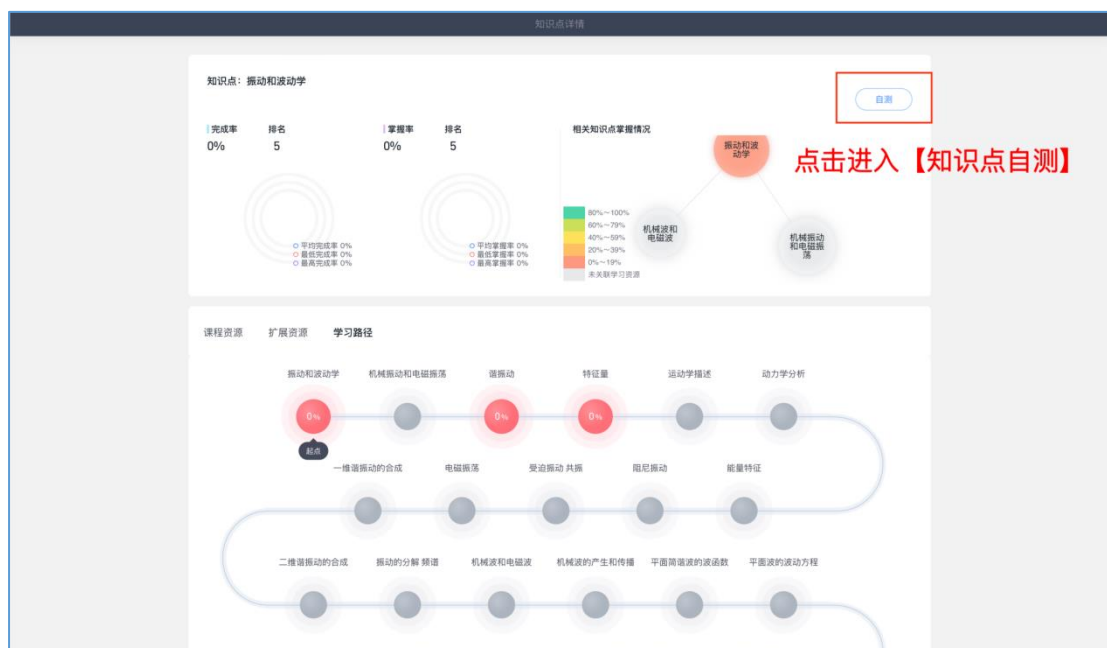 知识点详情
知识点：振动和波动学
自测
完成率
排名
0%
5
掌握率
排名
0%
5
平均完成率 0%
最低完成率 0%
最高完成率 0%
平均掌握率 0%
最低掌握率 0%
最高掌握率 0%
相关知识点掌握情况
80%～100%
60%～79%
40%～59%
20%～39%
0%～19%
未关联学习资源
振动和波
动学
机械波和
电磁波
机械振动
和电磁振
荡
点击进入【知识点自测】
课程资源
扩展资源
学习路径
振动和波动学
机械振动和电磁振荡
谐振动
特征量
运动学描述
动力学分析
0%
0%
0%
起点
一维谐振动的合成
电磁振荡
受迫振动 共振
阻尼振动
能量特征
二维谐振动的合成
振动的分解 频谱
机械波和电磁波
机械波的产生和传播
平面简谐波的波函数
平面波的波动方程